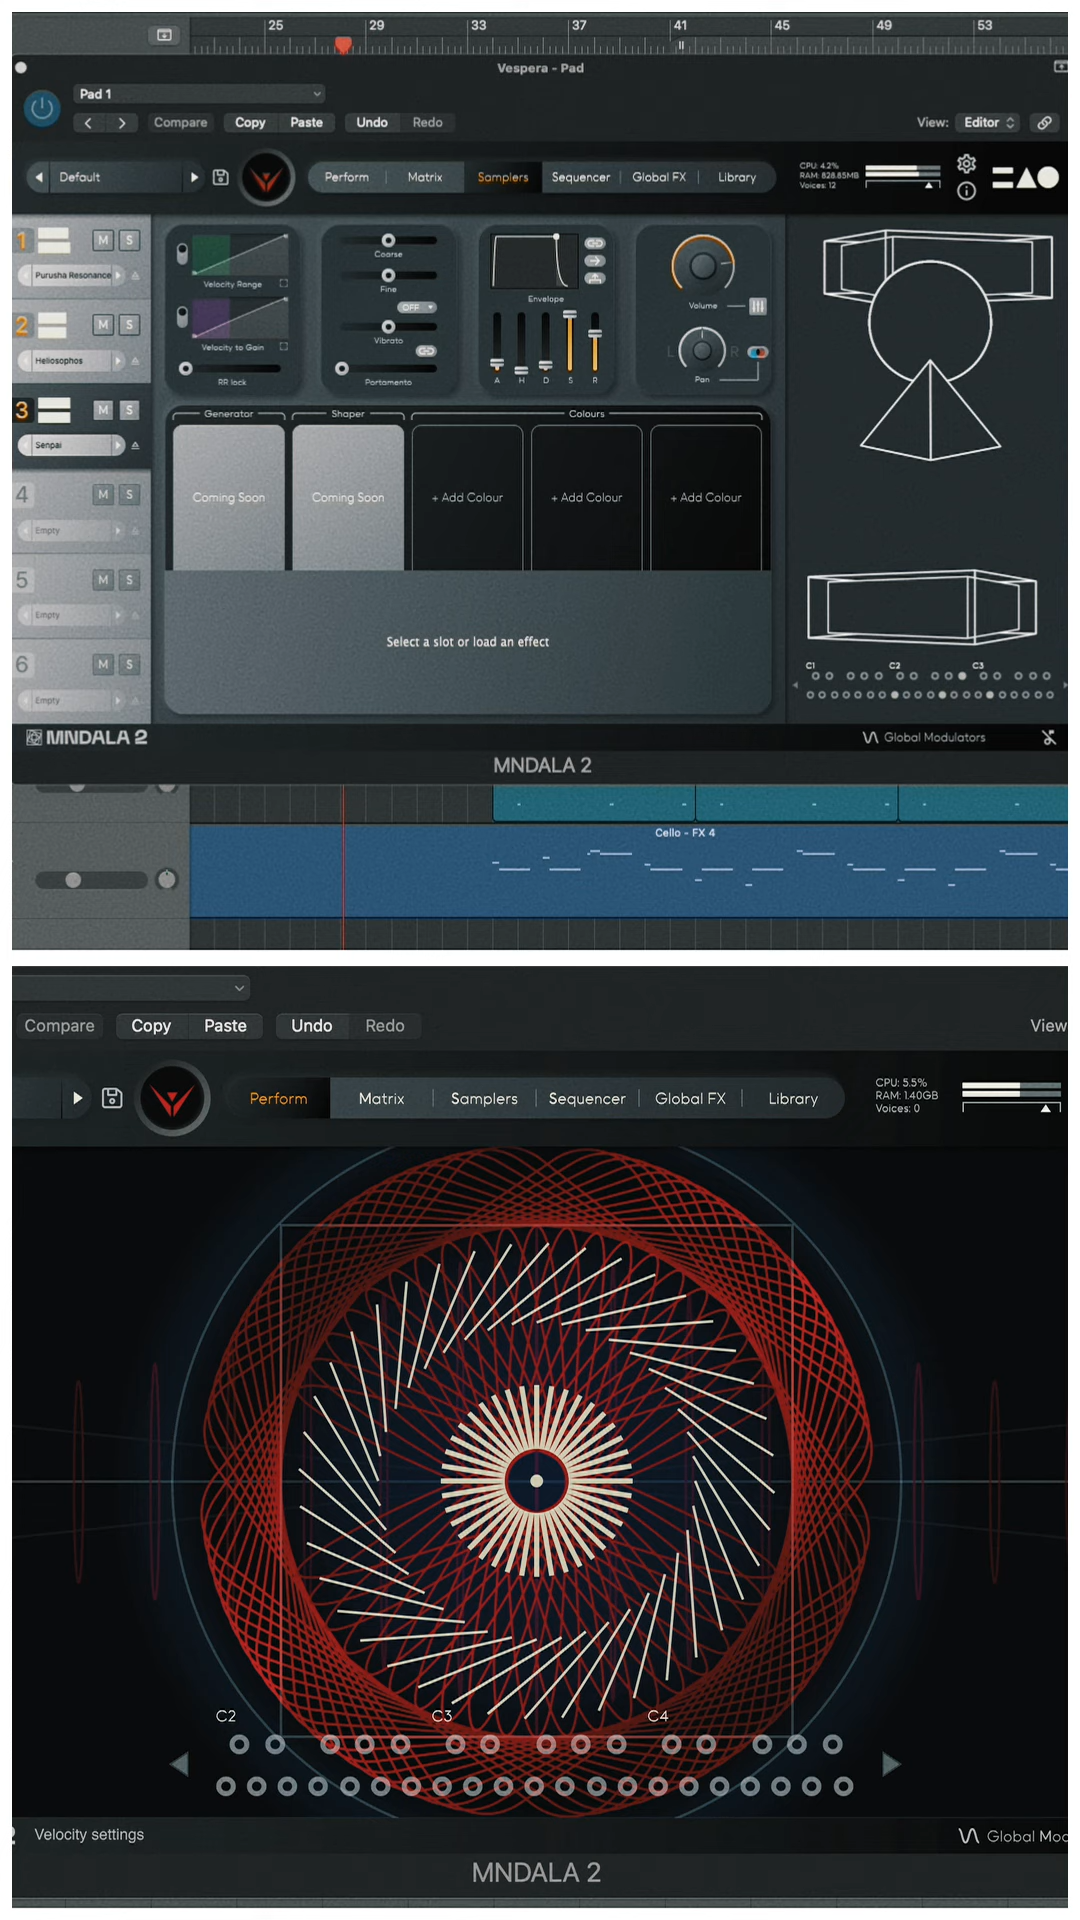 25 29 33 37 41 45 49 53
Vespera - Pad
Pad 1
Compare Copy Paste Undo Redo View: Editor
Default Perform Matrix Samplers Sequencer Global FX Library
CPU: 4.2%
RAM: 828.85MB
Voices: 12
1 M S
Purusha Resonance
2 M S
Heliosophos
3 M S
Senpai
4 M S
Empty
5 M S
Empty
6 M S
Empty
Velocity Range
Velocity to Gain
RR lock
Coarse
Fine
OFF
Vibrato
Portamento
Envelope
A H D S R
Volume
L R
Pan
Generator Shaper Colours
Coming Soon Coming Soon + Add Colour + Add Colour + Add Colour
Select a slot or load an effect
C1 C2 C3
MNDALA 2 Global Modulators
MNDALA 2
Cello - FX 4
Compare Copy Paste Undo Redo View
Perform Matrix Samplers Sequencer Global FX Library
CPU: 5.5%
RAM: 1.40GB
Voices: 0
C2 C3 C4
Velocity settings Global Moc
MNDALA 2